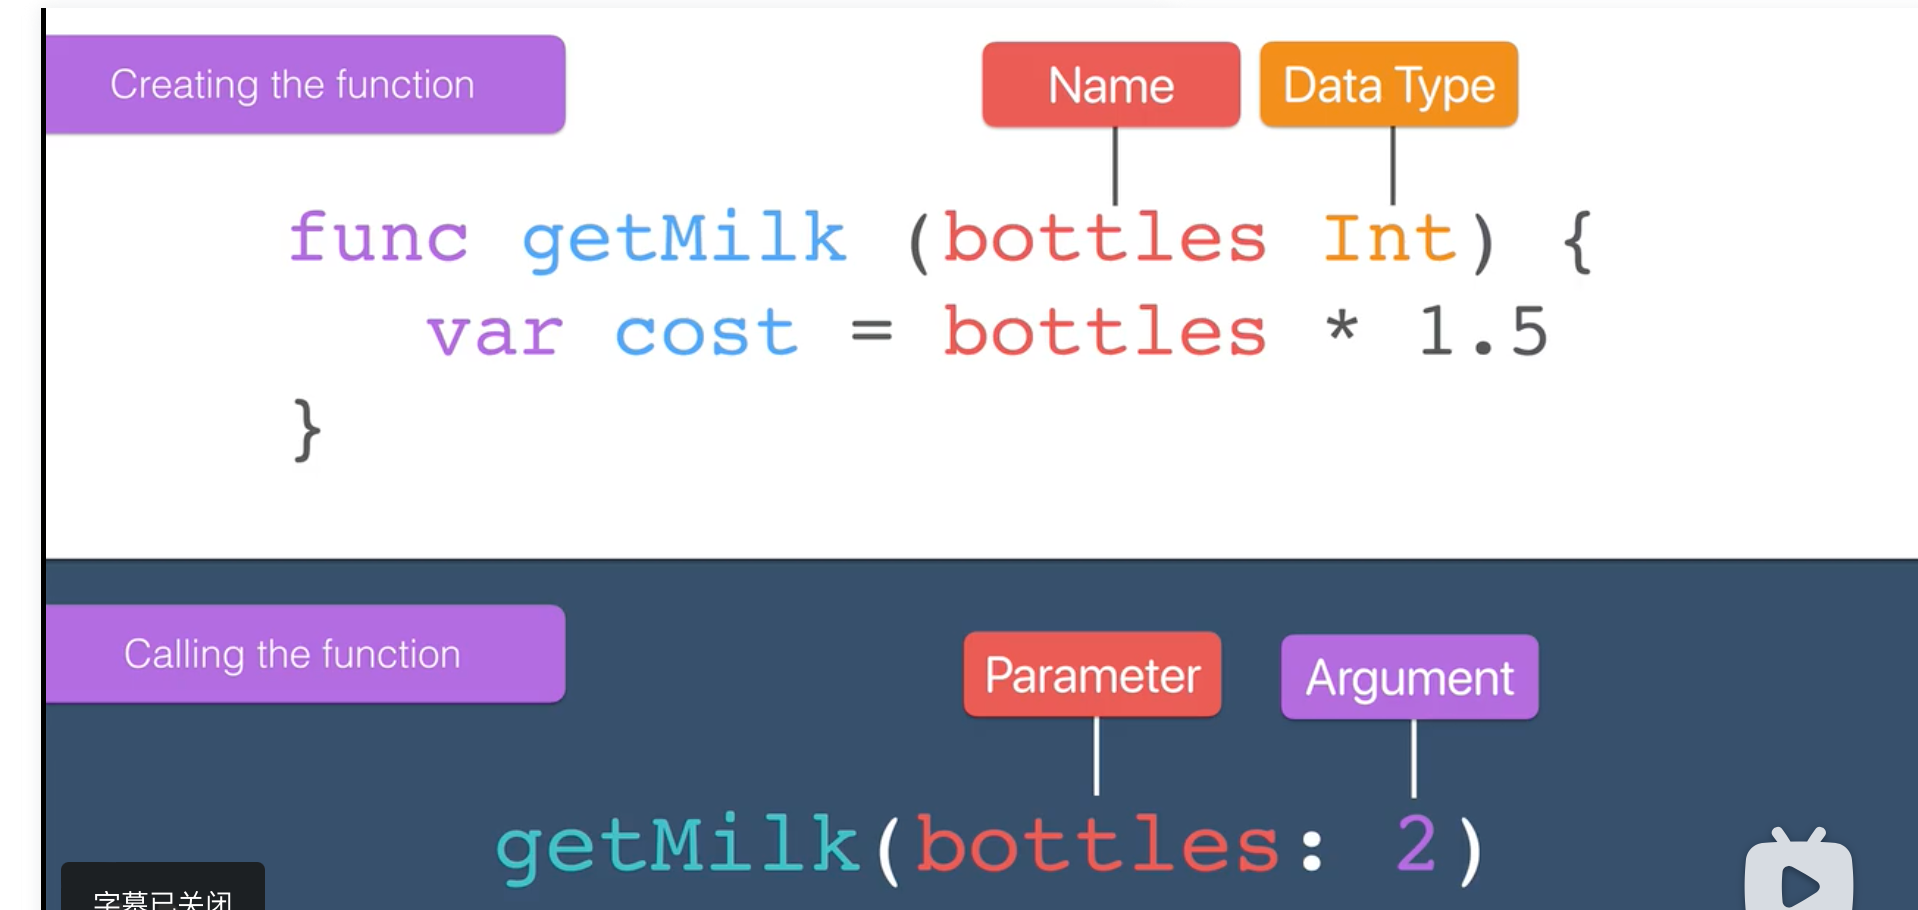 Creating the function
Name Data Type
func getMilk (bottles Int) {
var cost = bottles * 1.5
}
Calling the function
Parameter Argument
getMilk(bottles: 2)
字幕已关闭